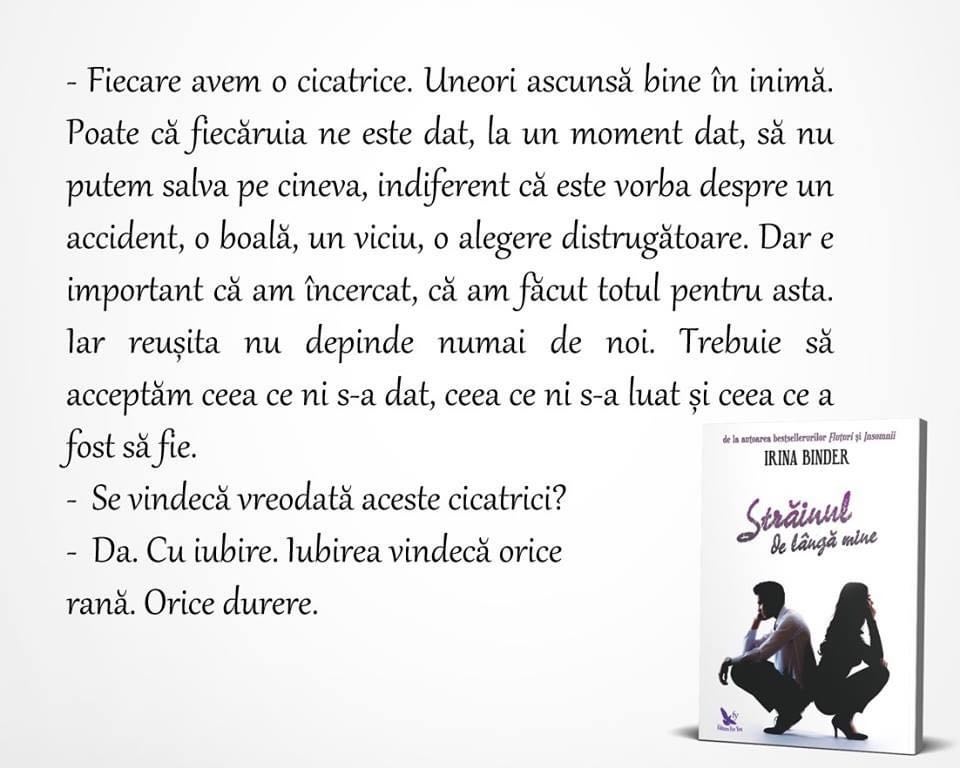 - Fiecare avem o cicatrice. Uneori ascunsă bine în inimă.
Poate că fiecăruia ne este dat, la un moment dat, să nu
putem salva pe cineva, indiferent că este vorba despre un
accident, o boală, un viciu, o alegere distrugătoare. Dar e
important că am încercat, că am făcut totul pentru asta.
Iar reușita nu depinde numai de noi. Trebuie să
acceptăm ceea ce ni s-a dat, ceea ce ni s-a luat și ceea ce a
fost să fie.
- Se vindecă vreodată aceste cicatrici?
- Da. Cu iubire. Iubirea vindecă orice
rană. Orice durere.
de la autoarea bestsellerurilor Fluturi și Insomnii
IRINA BINDER
Străinul
de lângă mine
fy
Editura For You